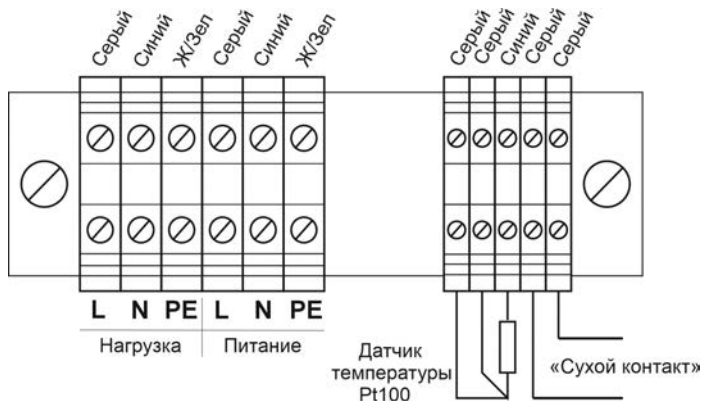 Серый Синий Ж/Зел Серый Синий Ж/Зел Серый Серый Синий Серый Серый
L N PE L N PE
Нагрузка Питание
Датчик
температуры
Pt100
«Сухой контакт»